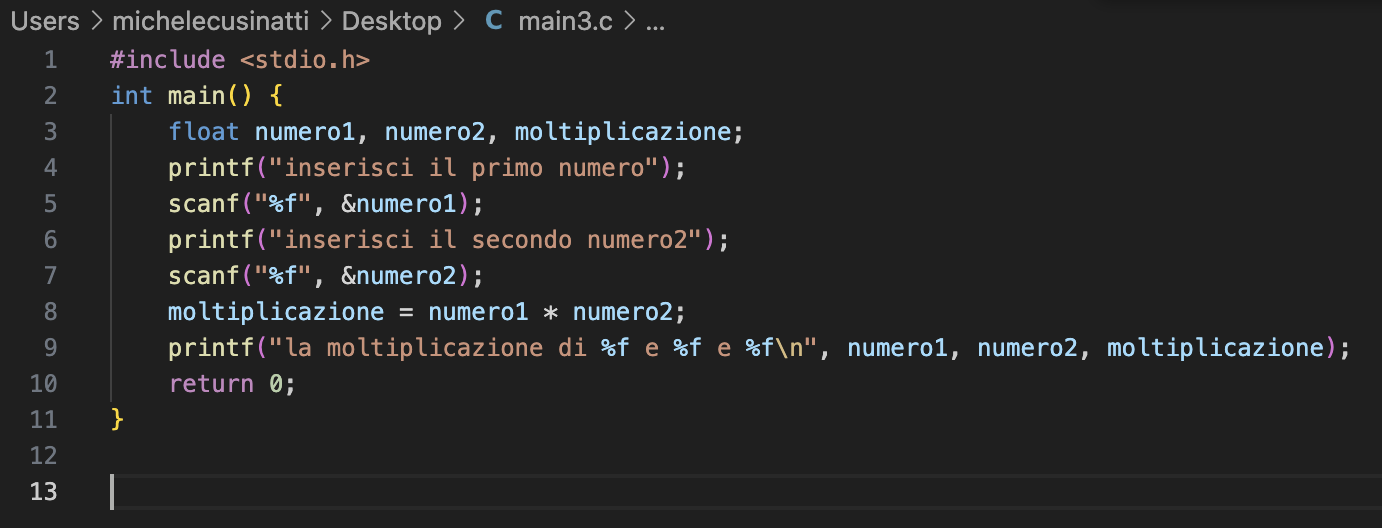 Users > michelecusinatti > Desktop > C main3.c > ...
1 #include <stdio.h>
2 int main() {
3     float numero1, numero2, moltiplicazione;
4     printf("inserisci il primo numero");
5     scanf("%f", &numero1);
6     printf("inserisci il secondo numero2");
7     scanf("%f", &numero2);
8     moltiplicazione = numero1 * numero2;
9     printf("la moltiplicazione di %f e %f e %f\n", numero1, numero2, moltiplicazione);
10     return 0;
11 }
12
13